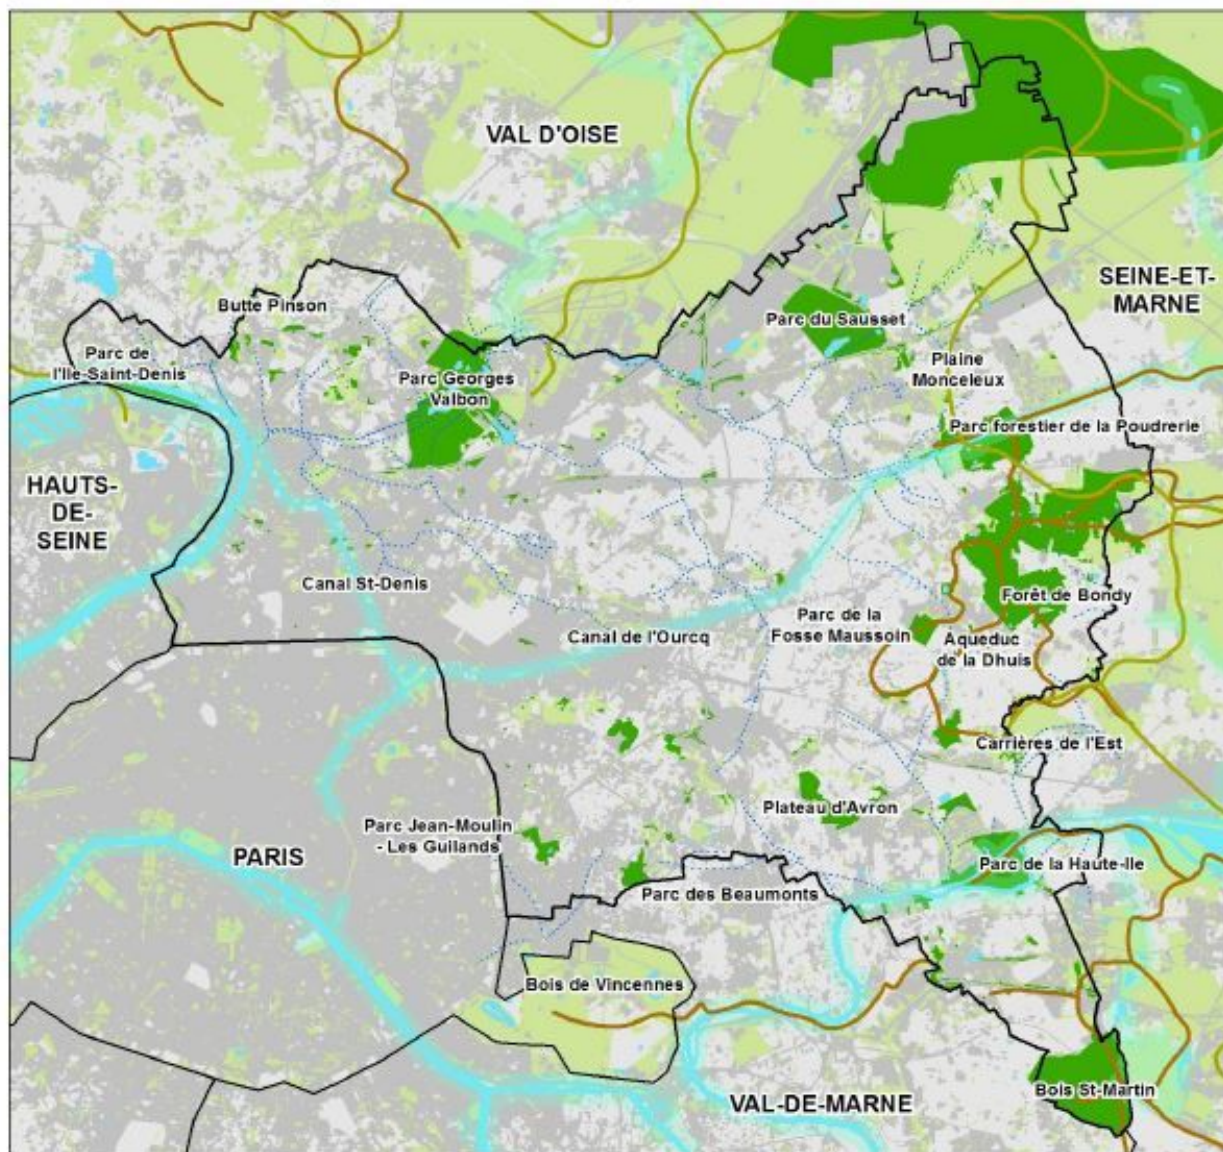 VAL D'OISE
SEINE-ET-
MARNE
Butte Pinson
Parc du Sausset
Parc de
l'Ile-Saint-Denis
Parc Georges
Valbon
Plaine
Monceleux
Parc forestier de la Poudrerie
HAUTS-
DE-
SEINE
Canal St-Denis
Forêt de Bondy
Canal de l'Ourcq
Parc de la
Fosse Maussoin
Aqueduc
de la Dhuis
Carrières de l'Est
Plateau d'Avron
Parc Jean-Moulin
- Les Guilands
PARIS
Parc de la Haute-Ile
Parc des Beaumonts
Bois de Vincennes
Bois St-Martin
VAL-DE-MARNE